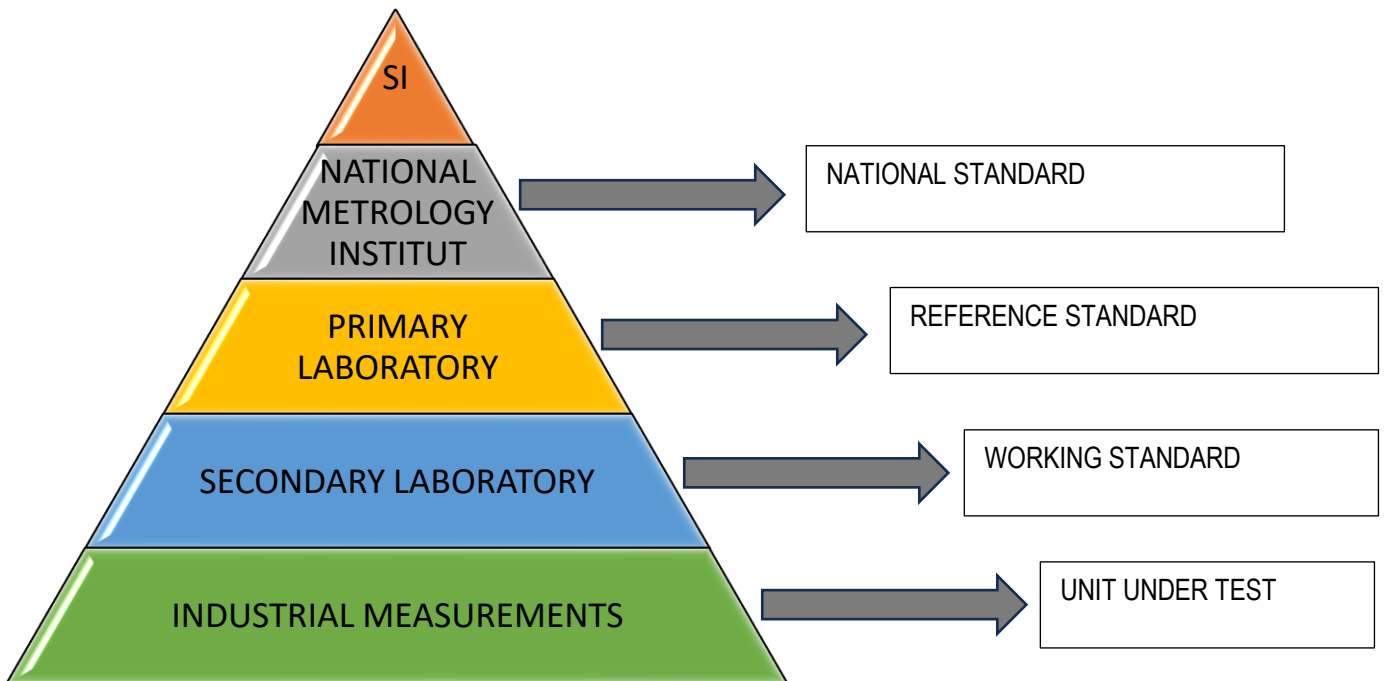 SI
NATIONAL
METROLOGY
INSTITUT
NATIONAL STANDARD
PRIMARY
LABORATORY
REFERENCE STANDARD
SECONDARY LABORATORY
WORKING STANDARD
INDUSTRIAL MEASUREMENTS
UNIT UNDER TEST